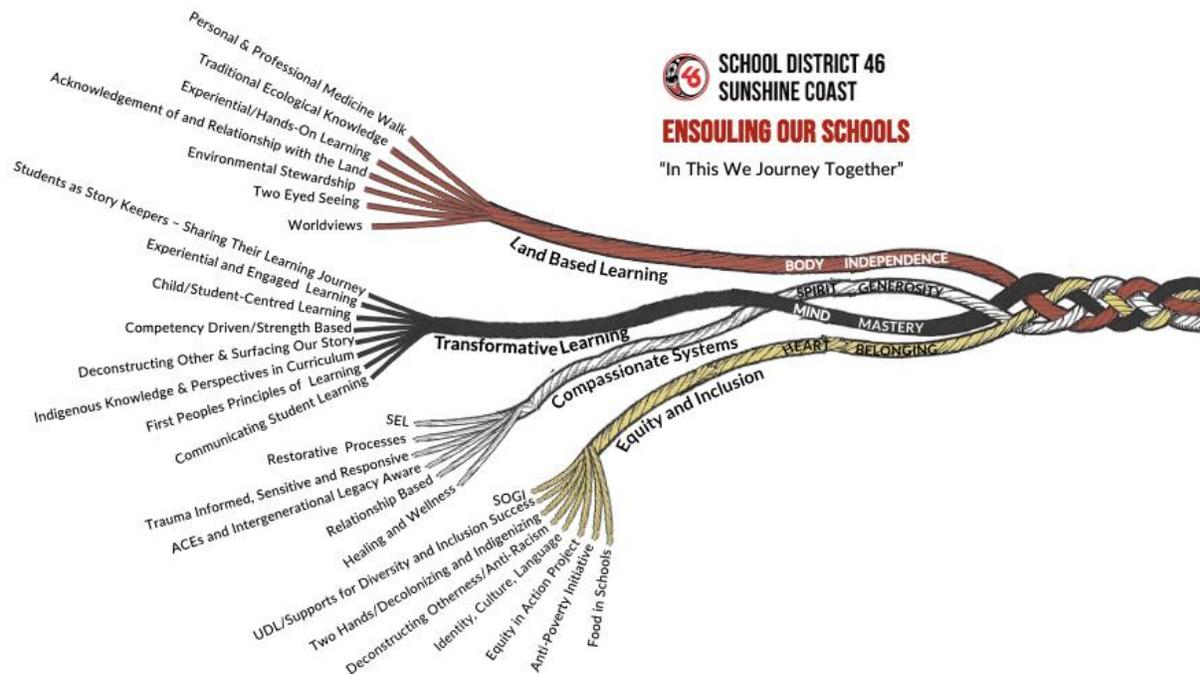 46
SCHOOL DISTRICT 46
SUNSHINE COAST
ENSOULING OUR SCHOOLS
“In This We Journey Together”
Personal & Professional Medicine Walk
Traditional Ecological Knowledge
Experiential/Hands-On Learning
Acknowledgement of and Relationship with the Land
Environmental Stewardship
Two Eyed Seeing
Worldviews
Land Based Learning
BODY INDEPENDENCE
Students as Story Keepers – Sharing Their Learning Journey
Experiential and Engaged Learning
Child/Student-Centred Learning
Competency Driven/Strength Based
Deconstructing Other & Surfacing Our Story
Indigenous Knowledge & Perspectives in Curriculum
First Peoples Principles of Learning
Communicating Student Learning
Transformative Learning
SPIRIT GENEROSITY
MIND MASTERY
SEL
Restorative Processes
Trauma Informed, Sensitive and Responsive
ACEs and Intergenerational Legacy Aware
Relationship Based
Healing and Wellness
Compassionate Systems
HEART BELONGING
SOGI
UDL/Supports for Diversity and Inclusion Success
Two Hands/Decolonizing and Indigenizing
Deconstructing Otherness/Anti-Racism
Identity, Culture, Language
Equity in Action Project
Anti-Poverty Initiative
Food in Schools
Equity and Inclusion